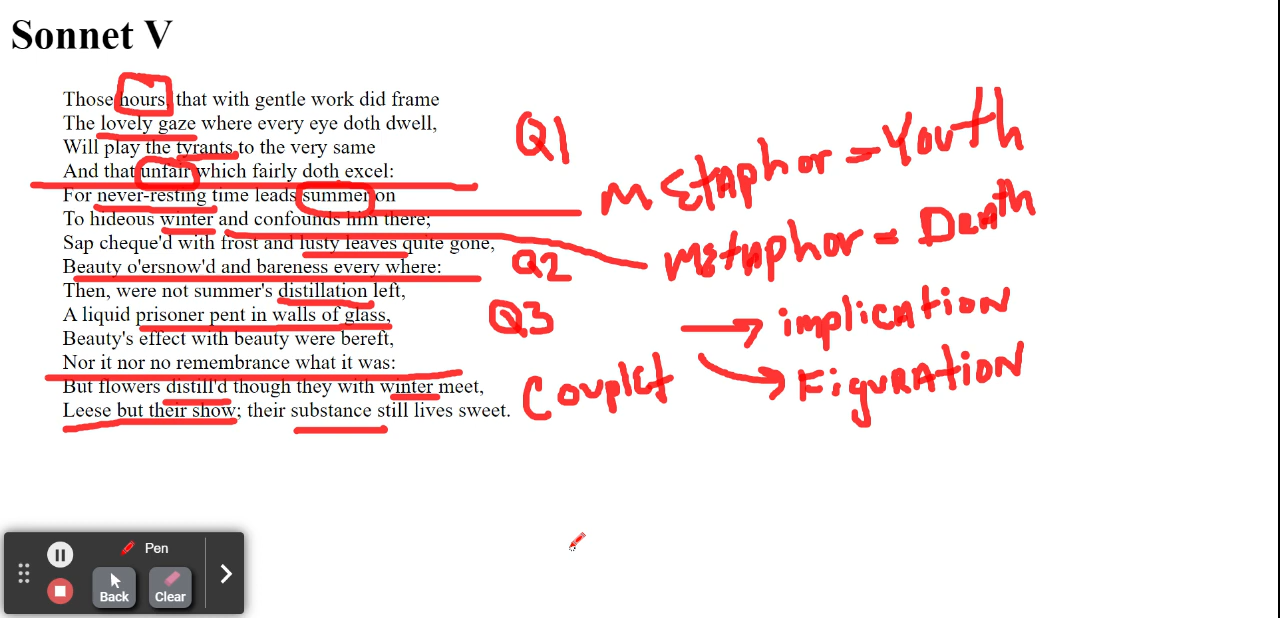 Sonnet V
Those hours, that with gentle work did frame
The lovely gaze where every eye doth dwell,
Will play the tyrants to the very same
And that unfair which fairly doth excel:
For never-resting time leads summer on
To hideous winter and confounds him there;
Sap cheque'd with frost and lusty leaves quite gone,
Beauty o'ersnow'd and bareness every where:
Then, were not summer's distillation left,
A liquid prisoner pent in walls of glass,
Beauty's effect with beauty were bereft,
Nor it nor no remembrance what it was:
But flowers distill'd though they with winter meet,
Leese but their show; their substance still lives sweet.
Q1
Metaphor = Youth
Metaphor = Death
Q2
Q3
→ implication
Couplet
→ Figuration
Pen
Back
Clear